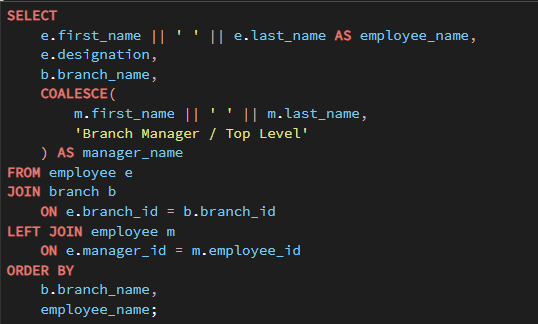 SELECT
    e.first_name || ' ' || e.last_name AS employee_name,
    e.designation,
    b.branch_name,
    COALESCE(
        m.first_name || ' ' || m.last_name,
        'Branch Manager / Top Level'
    ) AS manager_name
FROM employee e
JOIN branch b
    ON e.branch_id = b.branch_id
LEFT JOIN employee m
    ON e.manager_id = m.employee_id
ORDER BY
    b.branch_name,
    employee_name;